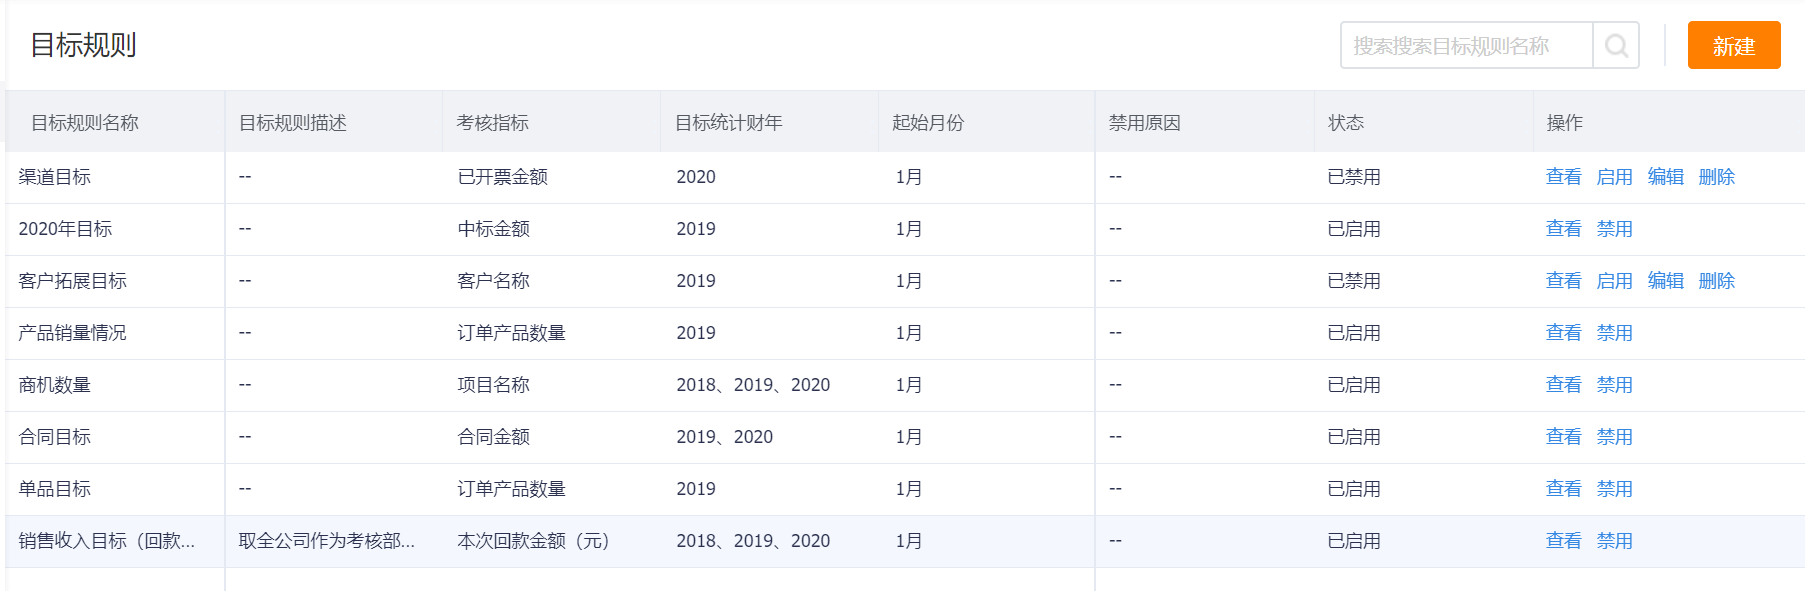 目标规则
搜索搜索目标规则名称
新建
目标规则名称 目标规则描述 考核指标 目标统计财年 起始月份 禁用原因 状态 操作
渠道目标 -- 已开票金额 2020 1月 -- 已禁用 查看 启用 编辑 删除
2020年目标 -- 中标金额 2019 1月 -- 已启用 查看 禁用
客户拓展目标 -- 客户名称 2019 1月 -- 已禁用 查看 启用 编辑 删除
产品销量情况 -- 订单产品数量 2019 1月 -- 已启用 查看 禁用
商机数量 -- 项目名称 2018、2019、2020 1月 -- 已启用 查看 禁用
合同目标 -- 合同金额 2019、2020 1月 -- 已启用 查看 禁用
单品目标 -- 订单产品数量 2019 1月 -- 已启用 查看 禁用
销售收入目标（回款... 取全公司作为考核部... 本次回款金额（元） 2018、2019、2020 1月 -- 已启用 查看 禁用